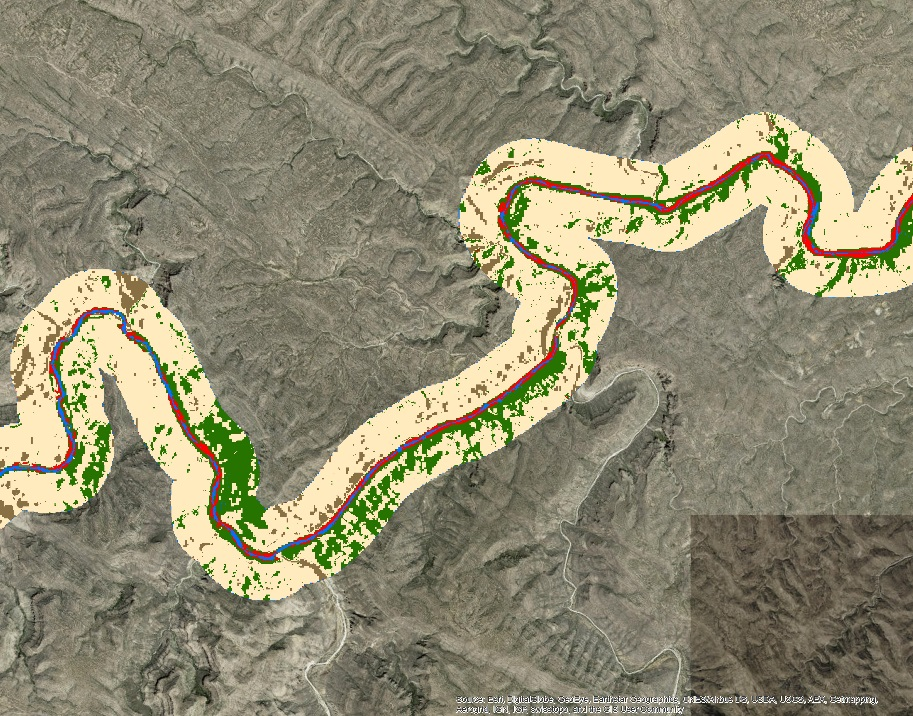 Source: Esri, DigitalGlobe, GeoEye, Earthstar Geographics, CNES/Airbus DS, USDA, USGS, AEX, Getmapping,
Aerogrid, IGN, IGP, swisstopo, and the GIS User Community